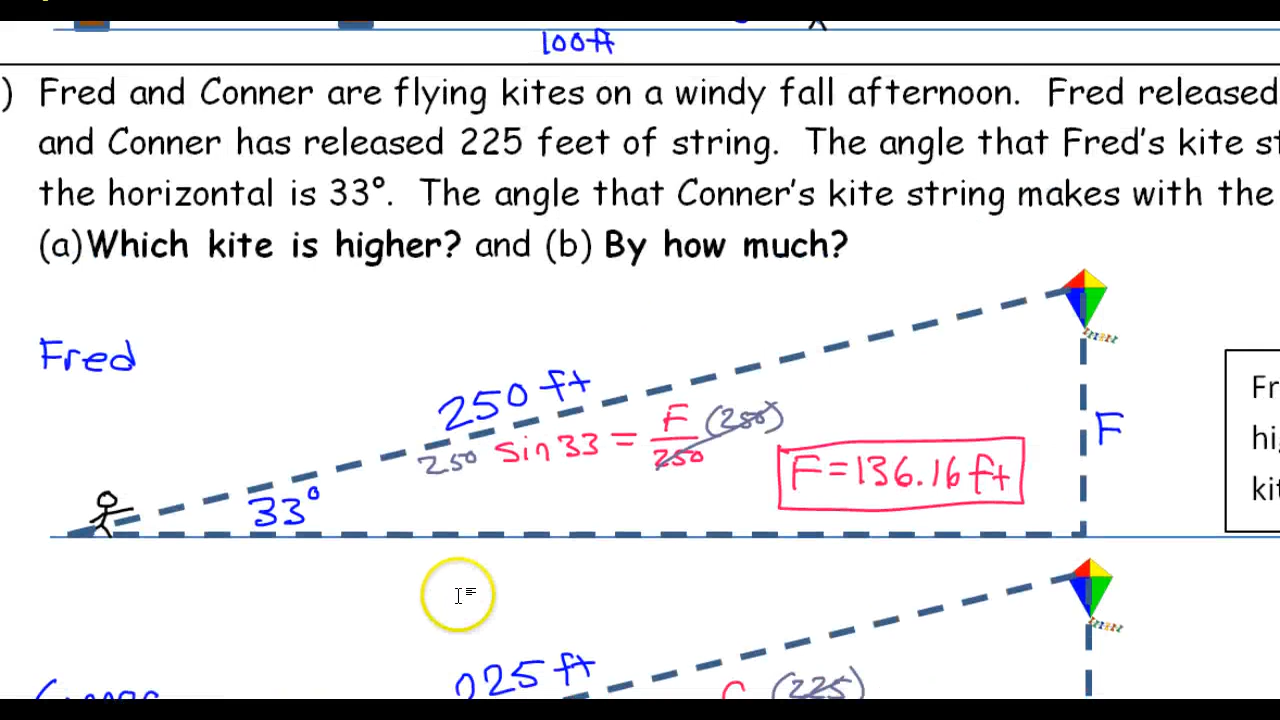 100ft
) Fred and Conner are flying kites on a windy fall afternoon. Fred released
and Conner has released 225 feet of string. The angle that Fred's kite st
the horizontal is 33°. The angle that Conner's kite string makes with the
(a) Which kite is higher? and (b) By how much?
Fred
250 ft
250 sin 33 = F/250 (250)
F = 136.16 ft
F
33°
Fr
hig
kit
225 ft
(225)